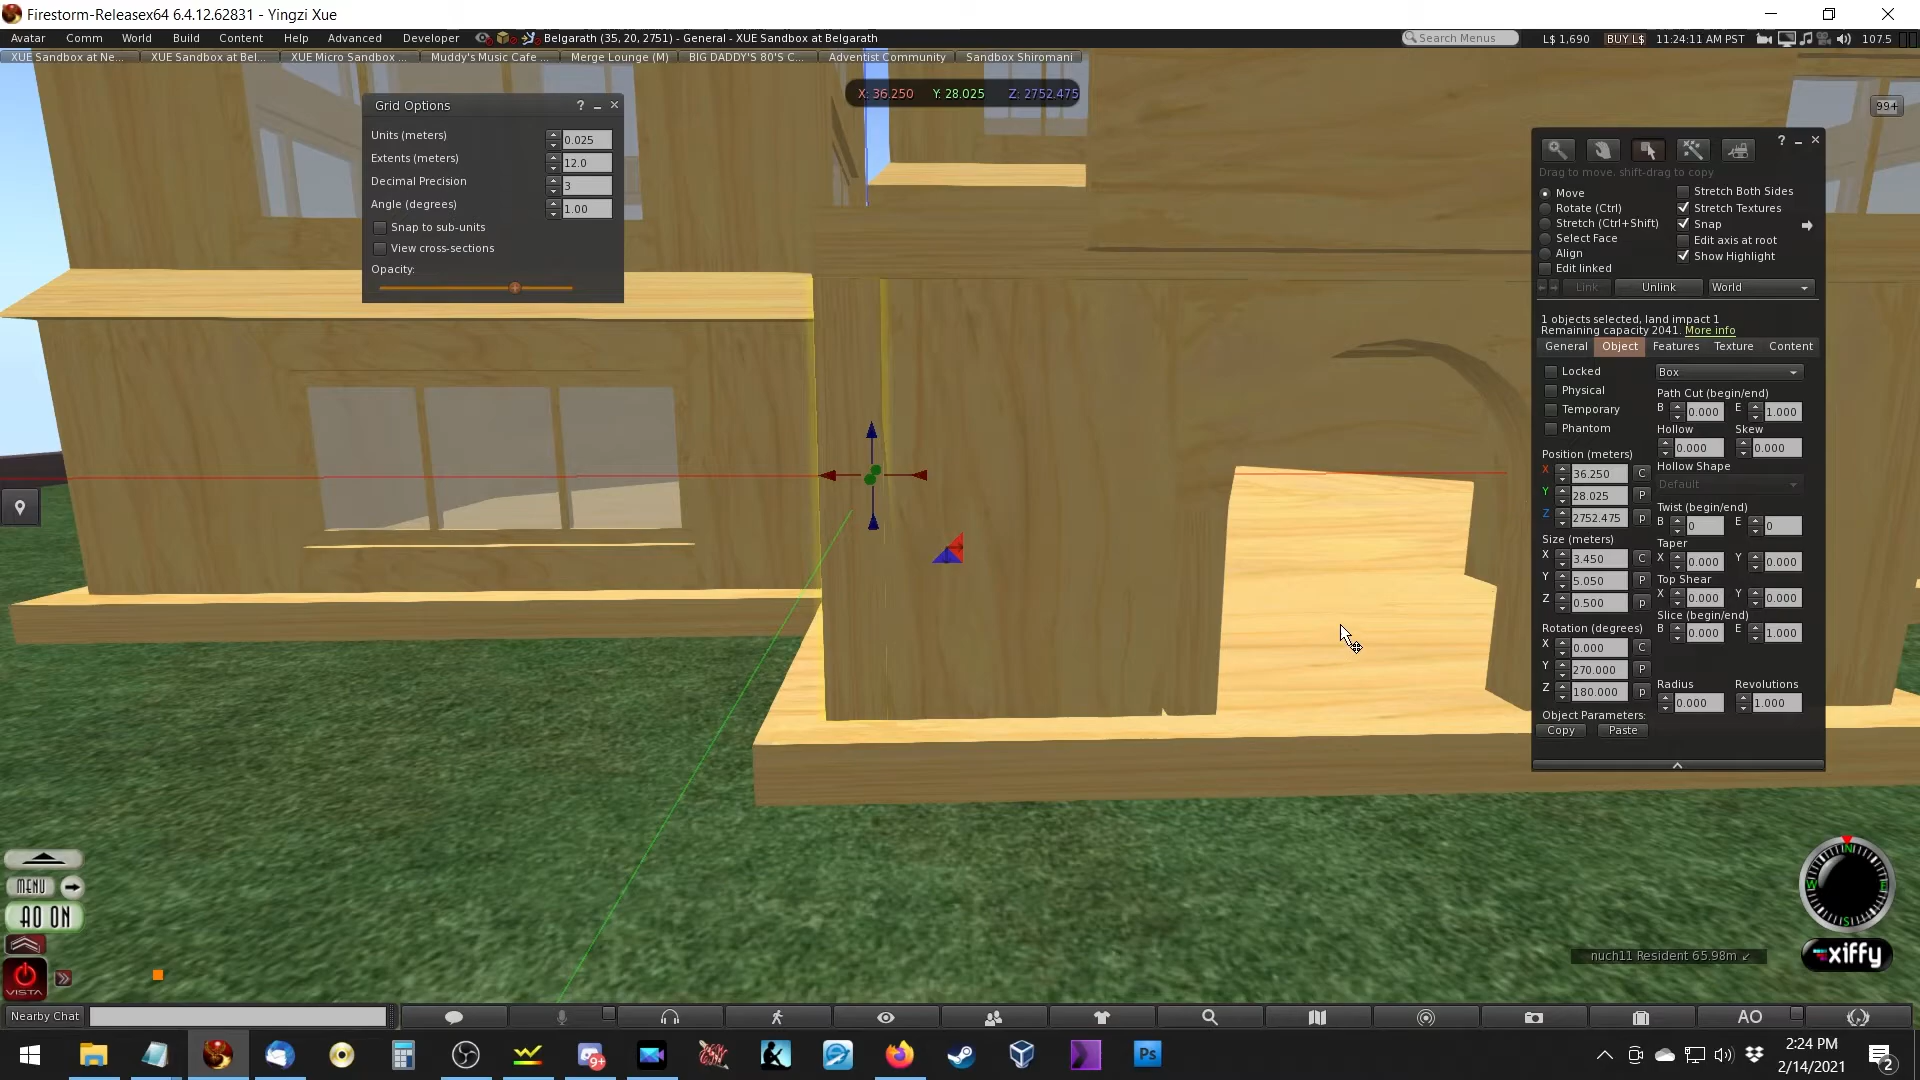 Firestorm-Releasex64 6.4.12.62831 - Yingzi Xue
Avatar Comm World Build Content Help Advanced Developer Belgarath (35, 20, 2751) - General - XUE Sandbox at Belgarath Search Menus L$ 1,690 BUY L$ 11:24:11 AM PST 107.5
XUE Sandbox at Ne... XUE Sandbox at Bel... XUE Micro Sandbox ... Muddy's Music Cafe ... Merge Lounge (M) BIG DADDY'S 80'S C... Adventist Community Sandbox Shiromani
X: 36.250 Y: 28.025 Z: 2752.475
99+
Grid Options ?
Units (meters) 0.025
Extents (meters) 12.0
Decimal Precision 3
Angle (degrees) 1.00
Snap to sub-units
View cross-sections
Opacity:
?
Drag to move, shift-drag to copy
Move Stretch Both Sides
Rotate (Ctrl) Stretch Textures
Stretch (Ctrl+Shift) Snap
Select Face Edit axis at root
Align Show Highlight
Edit linked
Link Unlink World
1 objects selected, land impact 1
Remaining capacity 2041. More info
General Object Features Texture Content
Locked Box
Physical Path Cut (begin/end)
Temporary B 0.000 E 1.000
Phantom Hollow Skew
0.000 0.000
Position (meters) Hollow Shape
X 36.250 C Default
Y 28.025 P
Z 2752.475 p
Twist (begin/end)
B 0 E 0
Size (meters) Taper
X 3.450 C X 0.000 Y 0.000
Y 5.050 P Top Shear
Z 0.500 p X 0.000 Y 0.000
Slice (begin/end)
Rotation (degrees) B 0.000 E 1.000
X 0.000 C
Y 270.000 P
Z 180.000 p
Radius Revolutions
0.000 1.000
Object Parameters:
Copy Paste
N
W E
S
MENU
AO ON
VISTA
xiffy
nuch11 Resident 65.98m
Nearby Chat AO
9+
Ps
2:24 PM
2/14/2021
2